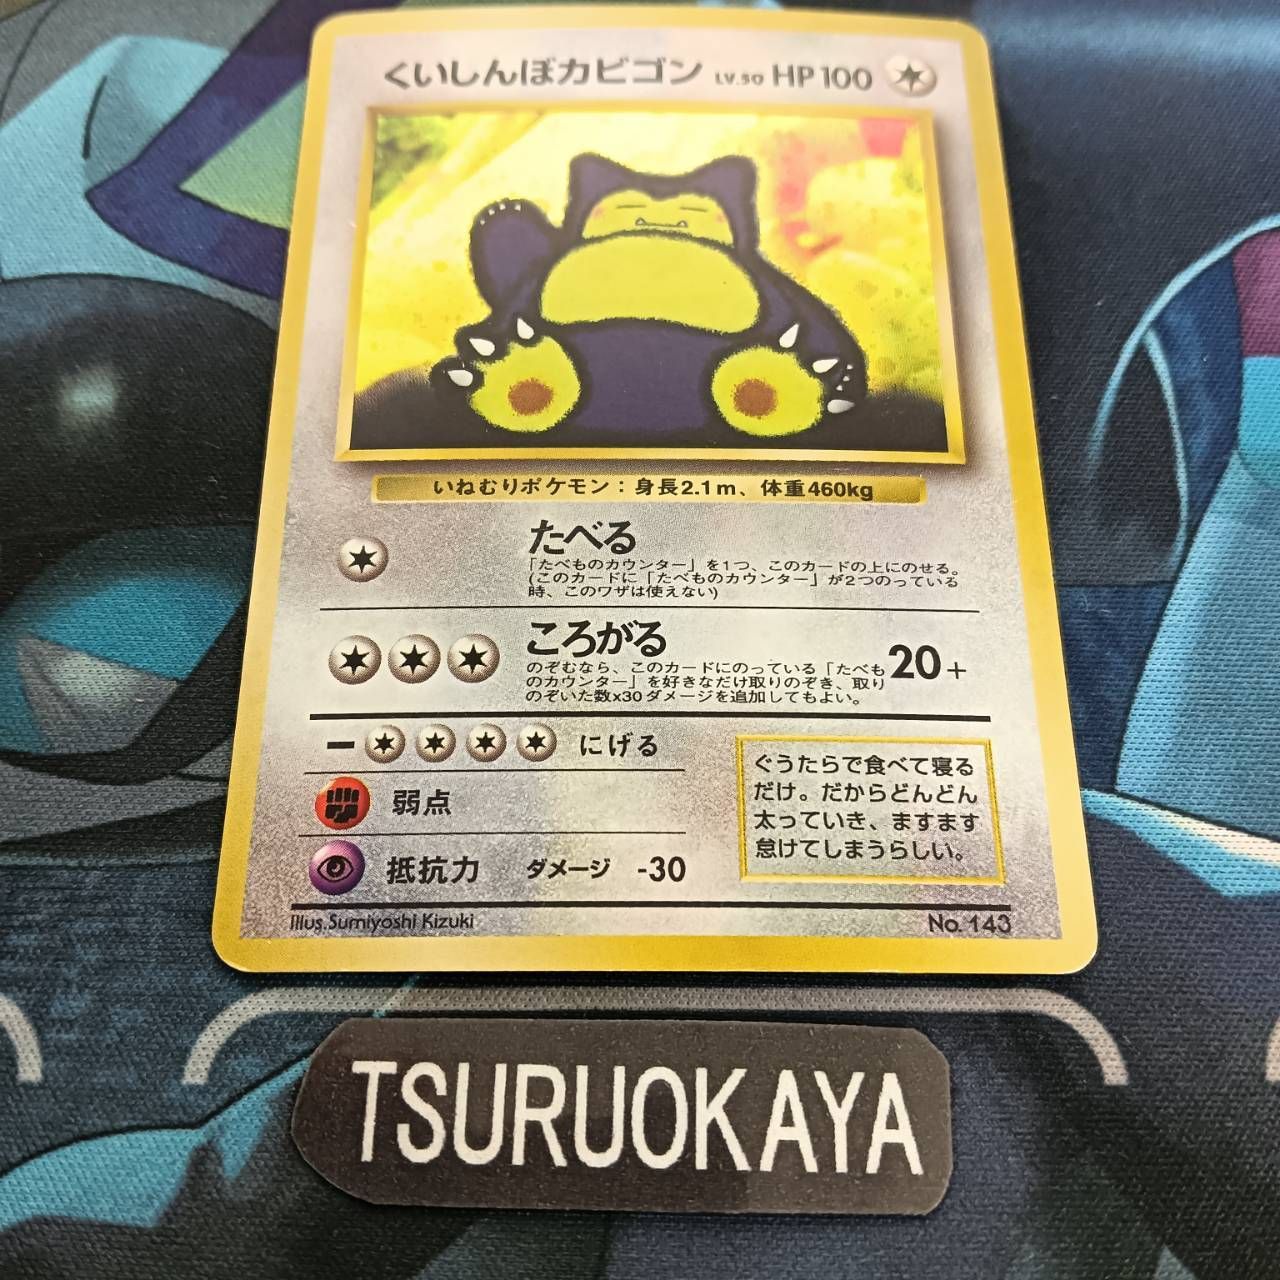 くいしんぼカビゴン LV.50 HP100
いねむりポケモン：身長2.1m、体重460kg
たべる
「たべものカウンター」を1つ、このカードの上にのせる。
(このカードに「たべものカウンター」が2つのっている
時、このワザは使えない)
ころがる
のぞむなら、このカードにのっている「たべも
のカウンター」を好きなだけ取りのぞき、取り
のぞいた数x30ダメージを追加してもよい。
20+
にげる
弱点
抵抗力 ダメージ -30
ぐうたらで食べて寝る
だけ。だからどんどん
太っていき、ますます
怠けてしまうらしい。
Illus. Sumiyoshi Kizuki
No. 143
TSURUOKAYA